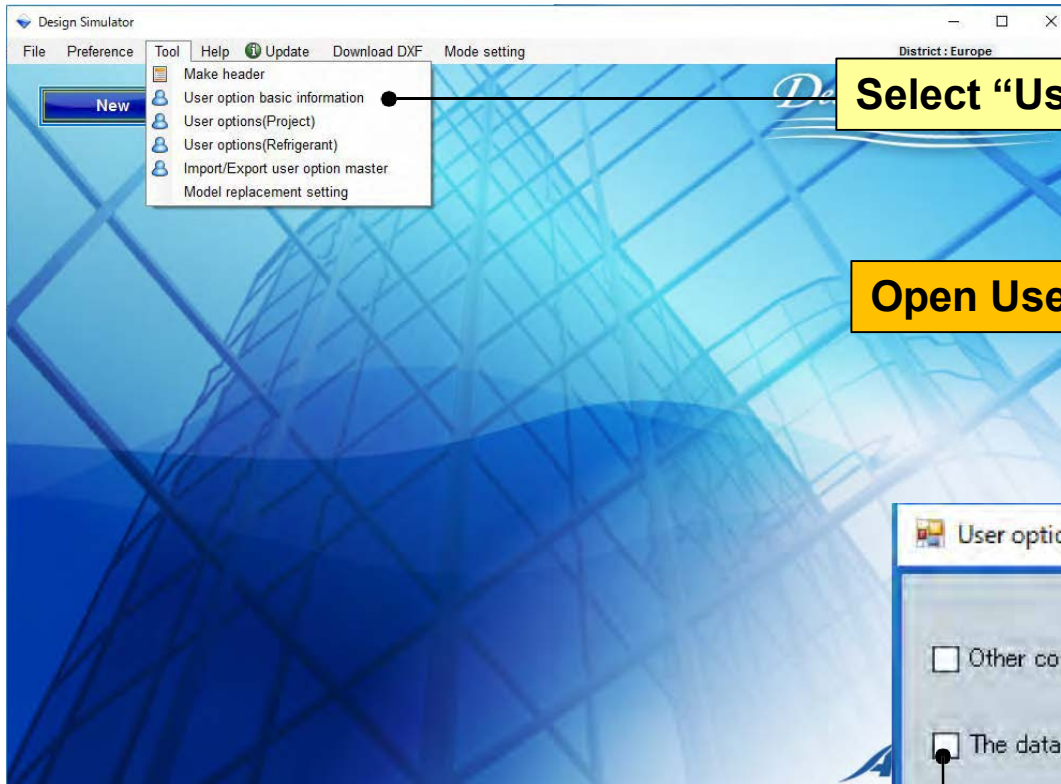 Design Simulator
File Preference Tool Help Update Download DXF Mode setting
District : Europe
New
Make header
User option basic information
User options(Project)
User options(Refrigerant)
Import/Export user option master
Model replacement setting
De
Select “Us
Open Use
User optio
Other co
The data
A